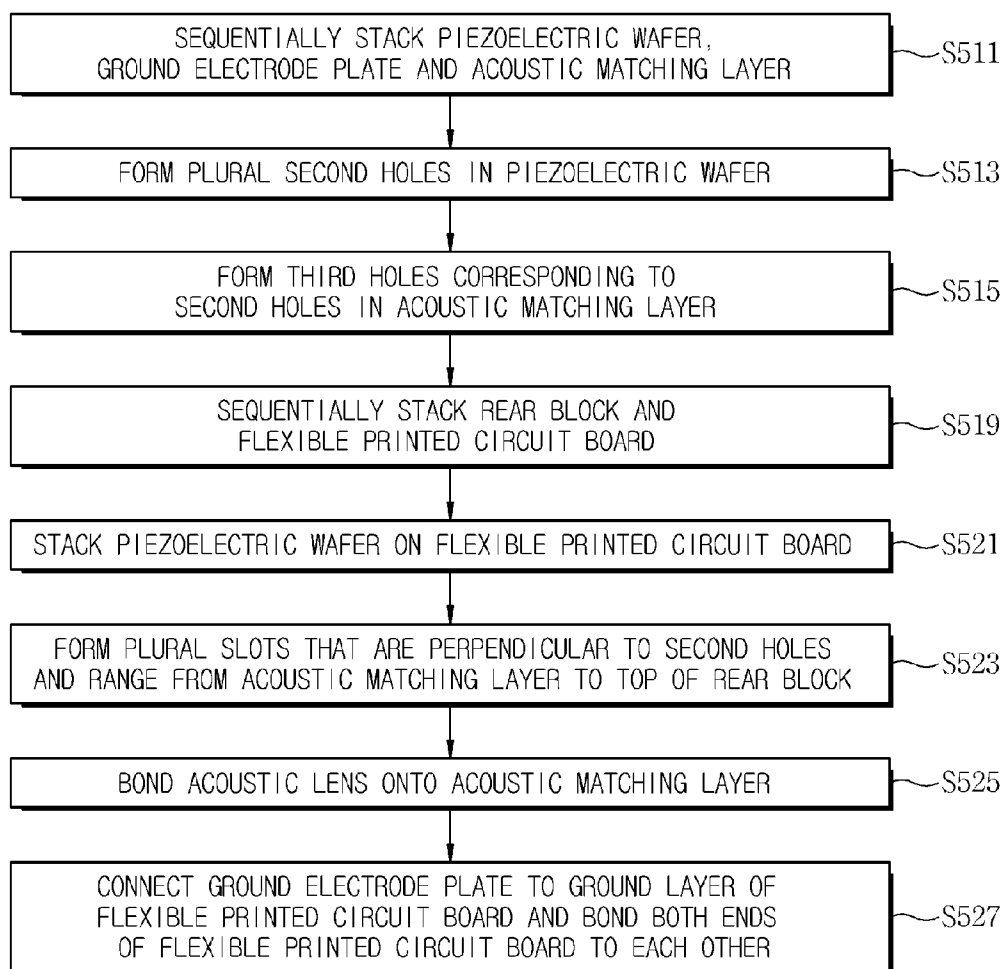 SEQUENTIALLY STACK PIEZOELECTRIC WAFER,
GROUND ELECTRODE PLATE AND ACOUSTIC MATCHING LAYER
S511
FORM PLURAL SECOND HOLES IN PIEZOELECTRIC WAFER
S513
FORM THIRD HOLES CORRESPONDING TO
SECOND HOLES IN ACOUSTIC MATCHING LAYER
S515
SEQUENTIALLY STACK REAR BLOCK AND
FLEXIBLE PRINTED CIRCUIT BOARD
S519
STACK PIEZOELECTRIC WAFER ON FLEXIBLE PRINTED CIRCUIT BOARD
S521
FORM PLURAL SLOTS THAT ARE PERPENDICULAR TO SECOND HOLES
AND RANGE FROM ACOUSTIC MATCHING LAYER TO TOP OF REAR BLOCK
S523
BOND ACOUSTIC LENS ONTO ACOUSTIC MATCHING LAYER
S525
CONNECT GROUND ELECTRODE PLATE TO GROUND LAYER OF
FLEXIBLE PRINTED CIRCUIT BOARD AND BOND BOTH ENDS
OF FLEXIBLE PRINTED CIRCUIT BOARD TO EACH OTHER
S527